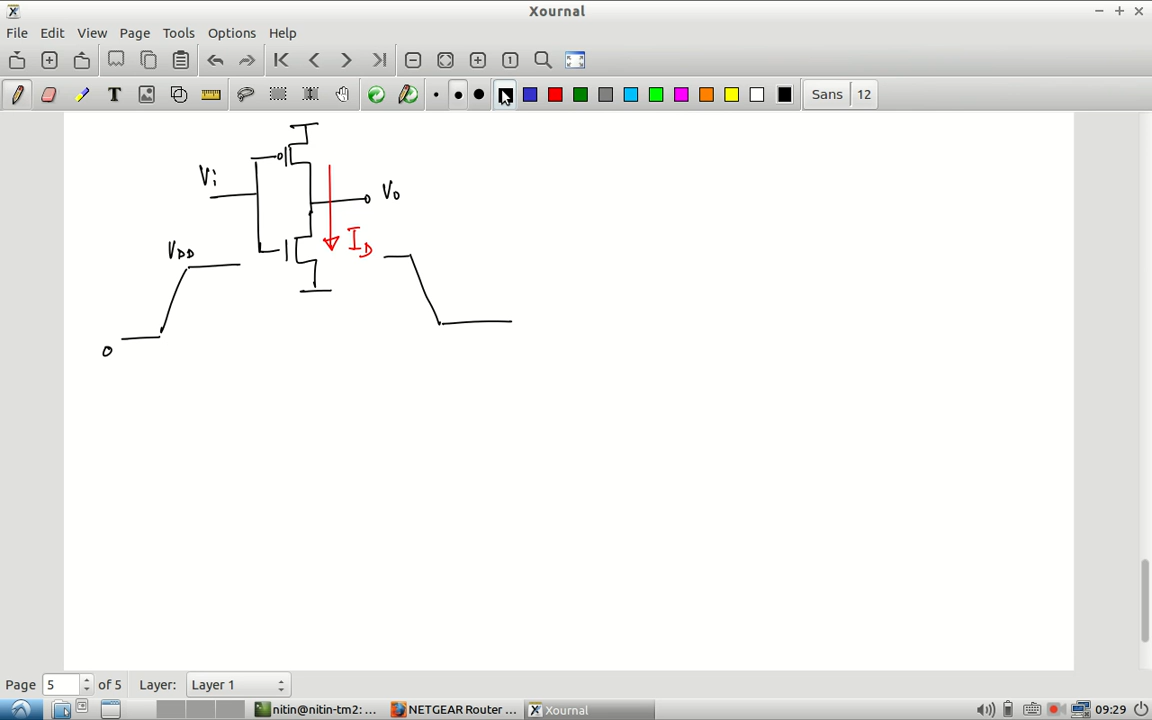 Xournal
File Edit View Page Tools Options Help
Sans 12
Vi
Vo
VDD
ID
0
Page 5 of 5 Layer: Layer 1
nitin@nitin-tm2: ... NETGEAR Router ... Xournal 09:29